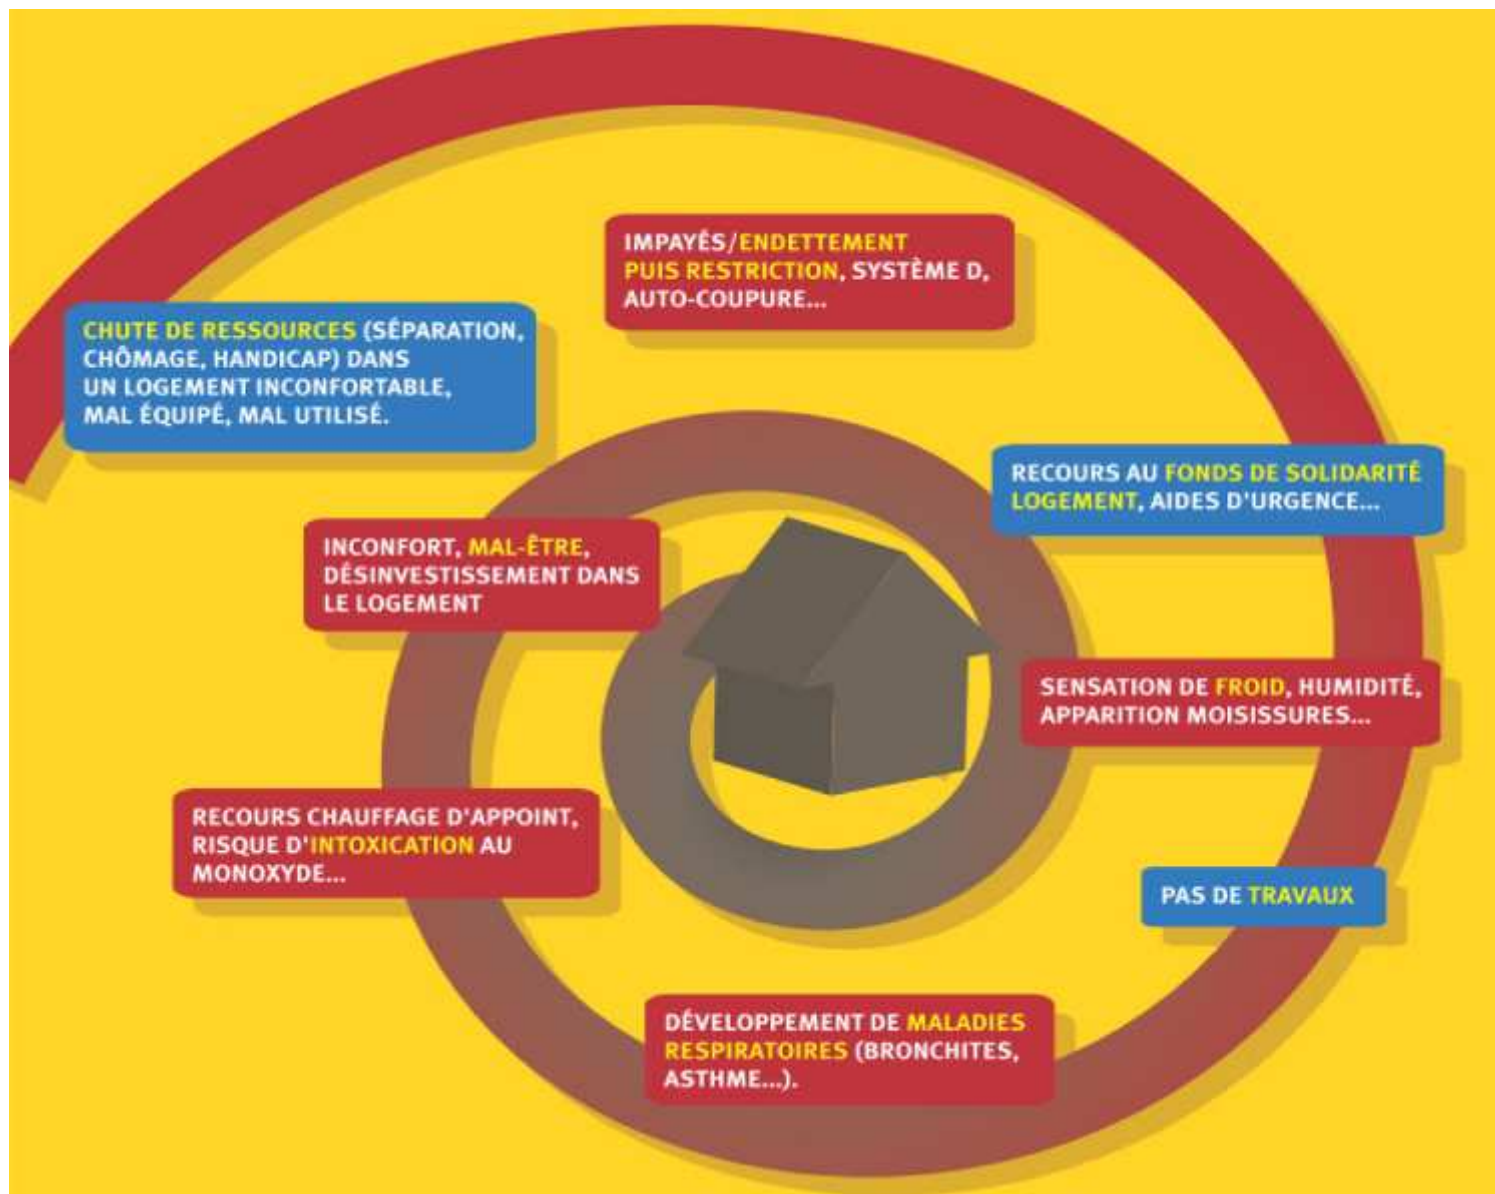 IMPAYÉS/ENDETTEMENT
PUIS RESTRICTION, SYSTÈME D,
AUTO-COUPURE...
CHUTE DE RESSOURCES (SÉPARATION,
CHÔMAGE, HANDICAP) DANS
UN LOGEMENT INCONFORTABLE,
MAL ÉQUIPÉ, MAL UTILISÉ.
RECOURS AU FONDS DE SOLIDARITÉ
LOGEMENT, AIDES D'URGENCE...
INCONFORT, MAL-ÊTRE,
DÉSINVESTISSEMENT DANS
LE LOGEMENT
SENSATION DE FROID, HUMIDITÉ,
APPARITION MOISISSURES...
RECOURS CHAUFFAGE D'APPOINT,
RISQUE D'INTOXICATION AU
MONOXYDE...
PAS DE TRAVAUX
DÉVELOPPEMENT DE MALADIES
RESPIRATOIRES (BRONCHITES,
ASTHME...).